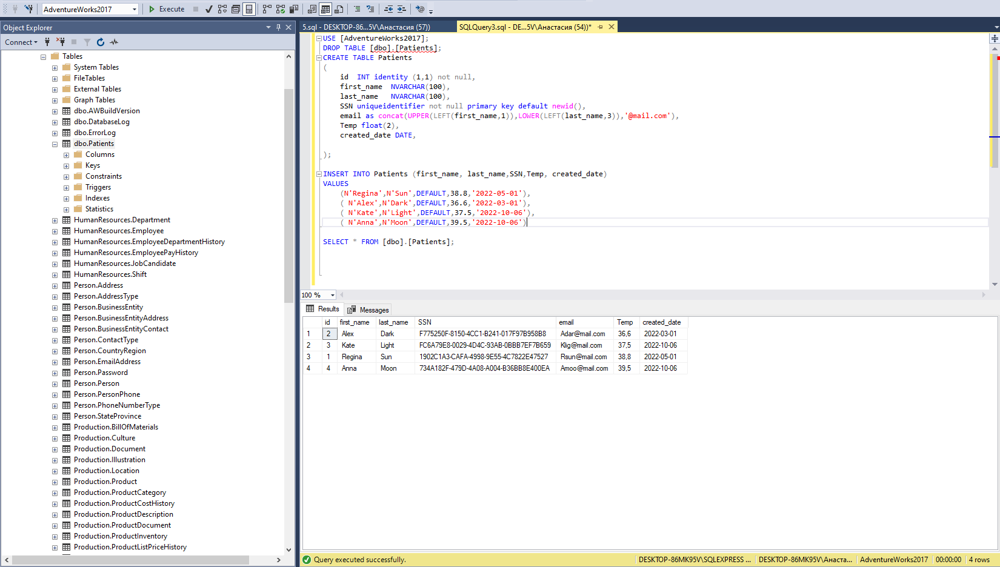 AdventureWorks2017
Execute
Object Explorer
Connect
Tables
System Tables
FileTables
External Tables
Graph Tables
dbo.AWBuildVersion
dbo.DatabaseLog
dbo.ErrorLog
dbo.Patients
Columns
Keys
Constraints
Triggers
Indexes
Statistics
HumanResources.Department
HumanResources.Employee
HumanResources.EmployeeDepartmentHistory
HumanResources.EmployeePayHistory
HumanResources.JobCandidate
HumanResources.Shift
Person.Address
Person.AddressType
Person.BusinessEntity
Person.BusinessEntityAddress
Person.BusinessEntityContact
Person.ContactType
Person.CountryRegion
Person.EmailAddress
Person.Password
Person.Person
Person.PersonPhone
Person.PhoneNumberType
Person.StateProvince
Production.BillOfMaterials
Production.Culture
Production.Document
Production.Illustration
Production.Location
Production.Product
Production.ProductCategory
Production.ProductCostHistory
Production.ProductDescription
Production.ProductDocument
Production.ProductInventory
Production.ProductListPriceHistory
5.sql - DESKTOP-86...5V\Анастасия (57))
SQLQuery3.sql - DE...5V\Анастасия (54))*
USE [AdventureWorks2017];
DROP TABLE [dbo].[Patients];
CREATE TABLE Patients
(
id  INT identity (1,1) not null,
first_name  NVARCHAR(100),
last_name   NVARCHAR(100),
SSN uniqueidentifier not null primary key default newid(),
email as concat(UPPER(LEFT(first_name,1)),LOWER(LEFT(last_name,3)),'@mail.com'),
Temp float(2),
created_date DATE,
);
INSERT INTO Patients (first_name, last_name,SSN,Temp, created_date)
VALUES
(N'Regina',N'Sun',DEFAULT,38.8,'2022-05-01'),
( N'Alex',N'Dark',DEFAULT,36.6,'2022-03-01'),
( N'Kate',N'Light',DEFAULT,37.5,'2022-10-06'),
( N'Anna',N'Moon',DEFAULT,39.5,'2022-10-06')
SELECT * FROM [dbo].[Patients];
100 %
Results Messages
id first_name last_name SSN email Temp created_date
1 2 Alex Dark F775250F-8150-4CC1-B241-017F97B958B8 Adar@mail.com 36,6 2022-03-01
2 3 Kate Light FC6A79E8-0029-4D4C-93AB-0BBB7EF7B659 Klig@mail.com 37,5 2022-10-06
3 1 Regina Sun 1902C1A3-CAFA-4998-9E55-4C7822E47527 Rsun@mail.com 38,8 2022-05-01
4 4 Anna Moon 734A182F-479D-4A08-A004-B36BB8E400EA Amoo@mail.com 39,5 2022-10-06
Query executed successfully.
DESKTOP-86MK95V\SQLEXPRESS ... DESKTOP-86MK95V\Анаста... AdventureWorks2017 00:00:00 4 rows